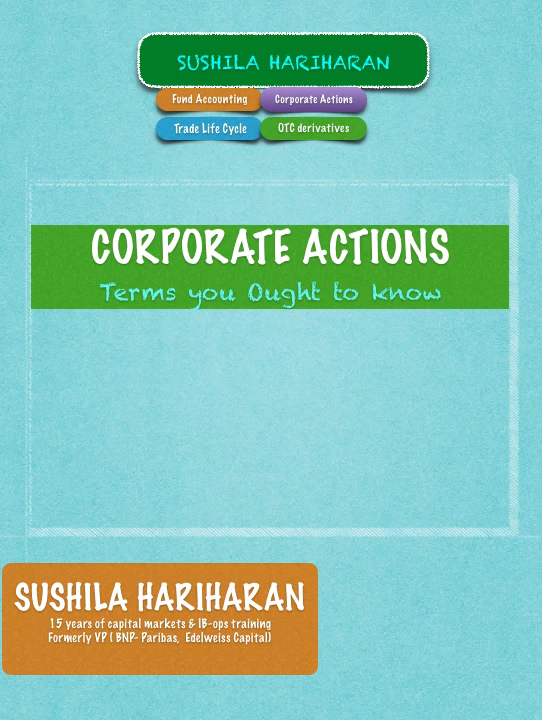 SUSHILA HARIHARAN
Fund Accounting
Corporate Actions
Trade Life Cycle
OTC derivatives
CORPORATE ACTIONS
Terms you Ought to know
SUSHILA HARIHARAN
15 years of capital markets & IB-ops training
Formerly VP ( BNP- Paribas, Edelweiss Capital)